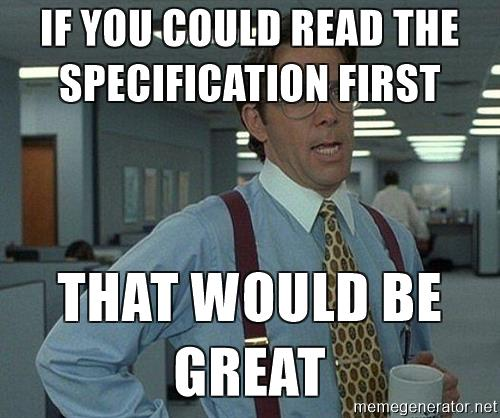 IF YOU COULD READ THE
SPECIFICATION FIRST
THAT WOULD BE
GREAT
memegenerator.net